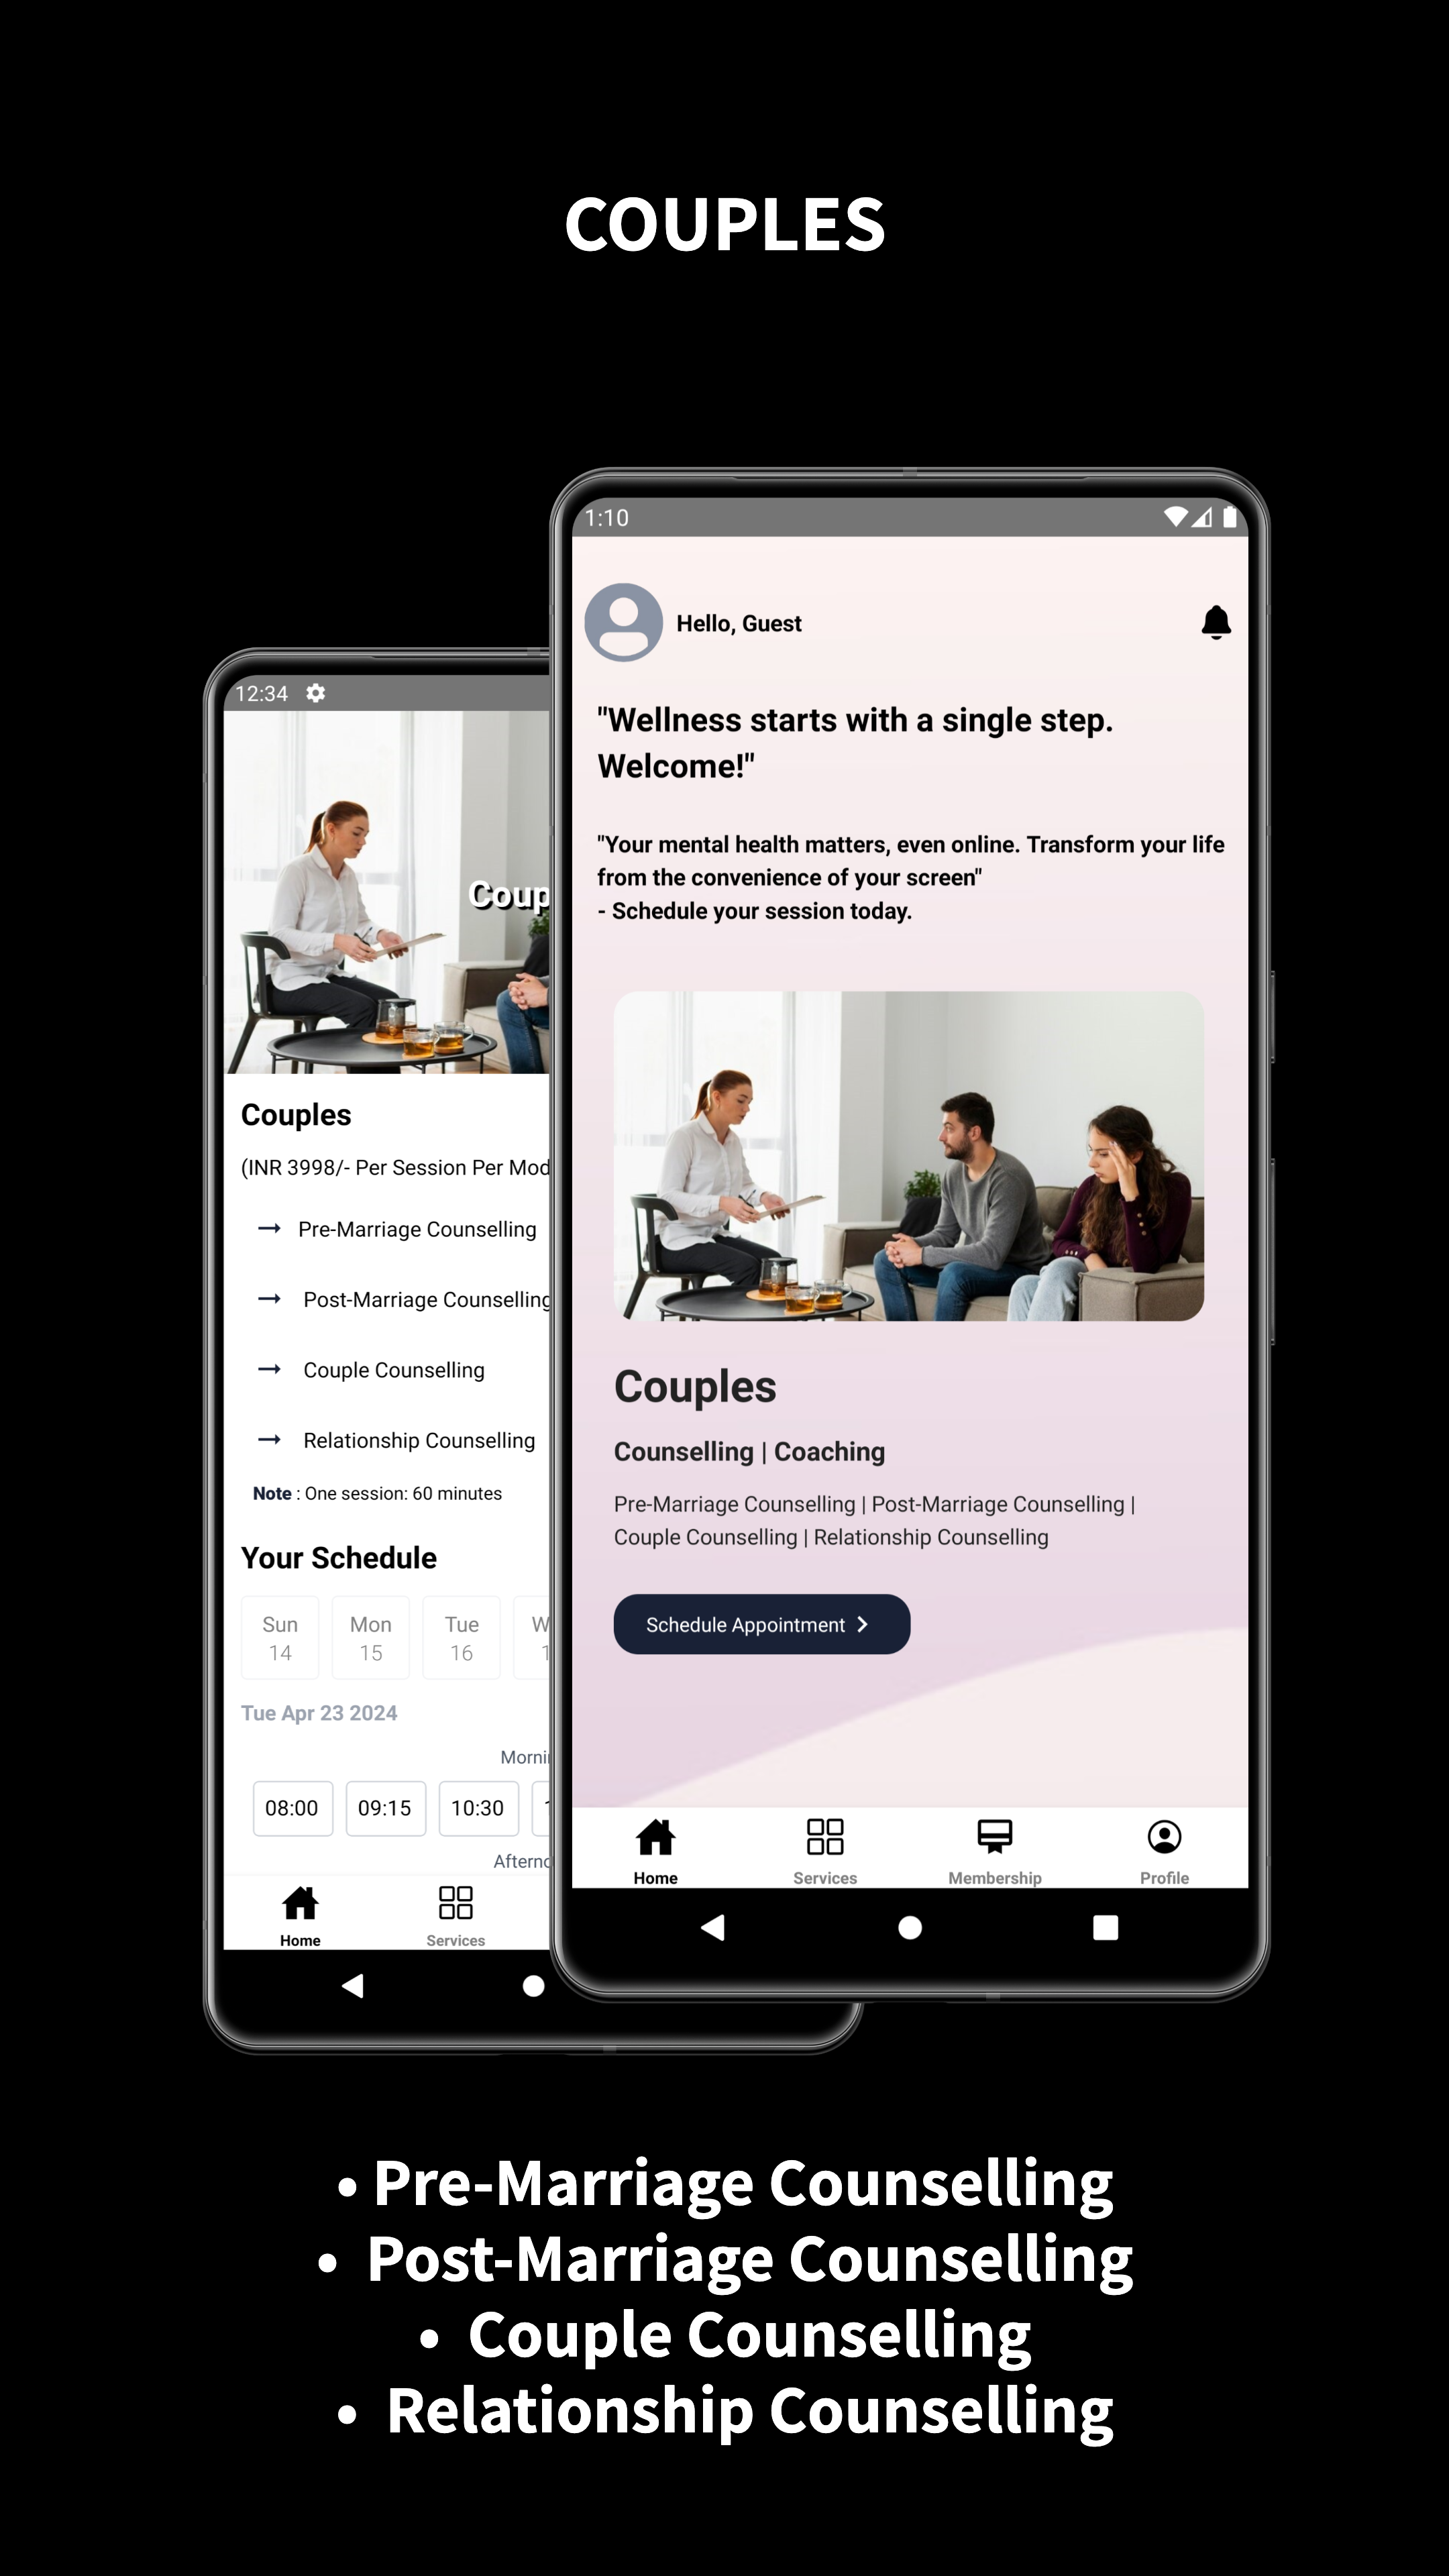 COUPLES
12:34
Couples
(INR 3998/- Per Session Per
Pre-Marriage Counselling
Post-Marriage Counselling
Couple Counselling
Relationship Counselling
Note : One session: 60 minutes
Your Schedule
Sun Mon Tue
14 15 16
Tue Apr 23 2024
08:00 09:15 10:30
Home Services
1:10
Hello, Guest
"Wellness starts with a single step.
Welcome!"
"Your mental health matters, even online. Transform your life
from the convenience of your screen"
- Schedule your session today.
Couples
Counselling | Coaching
Pre-Marriage Counselling | Post-Marriage Counselling |
Couple Counselling | Relationship Counselling
Schedule Appointment
Home Services Membership Profile
• Pre-Marriage Counselling
• Post-Marriage Counselling
• Couple Counselling
• Relationship Counselling